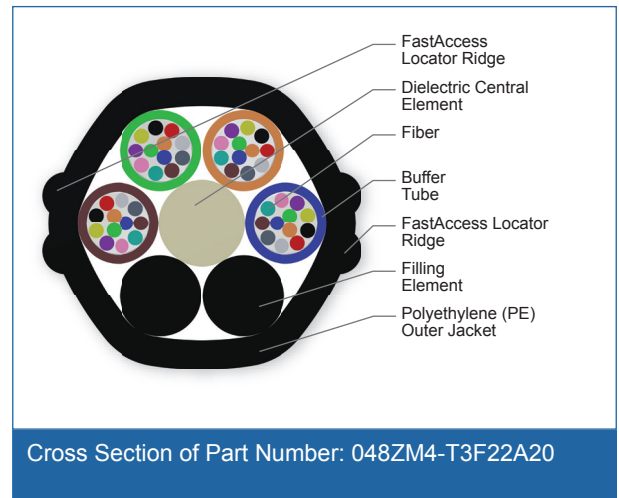 FastAccess
Locator Ridge
Dielectric Central
Element
Fiber
Buffer
Tube
FastAccess Locator
Ridge
Filling
Element
Polyethylene (PE)
Outer Jacket
Cross Section of Part Number: 048ZM4-T3F22A20